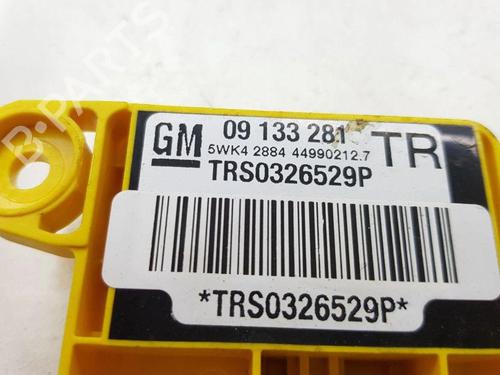 B-PARTS
GM 09 133 281 TR
5WK4 2884 44990212.7
TRS0326529P
*TRS0326529P*